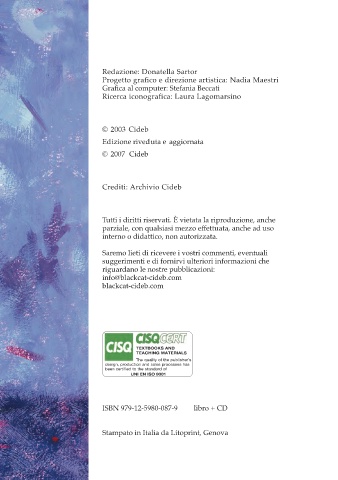 Redazione: Donatella Sartor
Progetto grafico e direzione artistica: Nadia Maestri
Grafica al computer: Stefania Beccati
Ricerca iconografica: Laura Lagomarsino
© 2003 Cideb
Edizione riveduta e aggiornata
© 2007 Cideb
Crediti: Archivio Cideb
Tutti i diritti riservati. È vietata la riproduzione, anche
parziale, con qualsiasi mezzo effettuata, anche ad uso
interno o didattico, non autorizzata.
Saremo lieti di ricevere i vostri commenti, eventuali
suggerimenti e di fornirvi ulteriori informazioni che
riguardano le nostre pubblicazioni:
info@blackcat-cideb.com
blackcat-cideb.com
CISQ CISQCERT
TEXTBOOKS AND
TEACHING MATERIALS
The quality of the publisher's
design, production and sales processes has
been certified to the standard of
UNI EN ISO 9001
ISBN 979-12-5980-087-9 libro + CD
Stampato in Italia da Litoprint, Genova